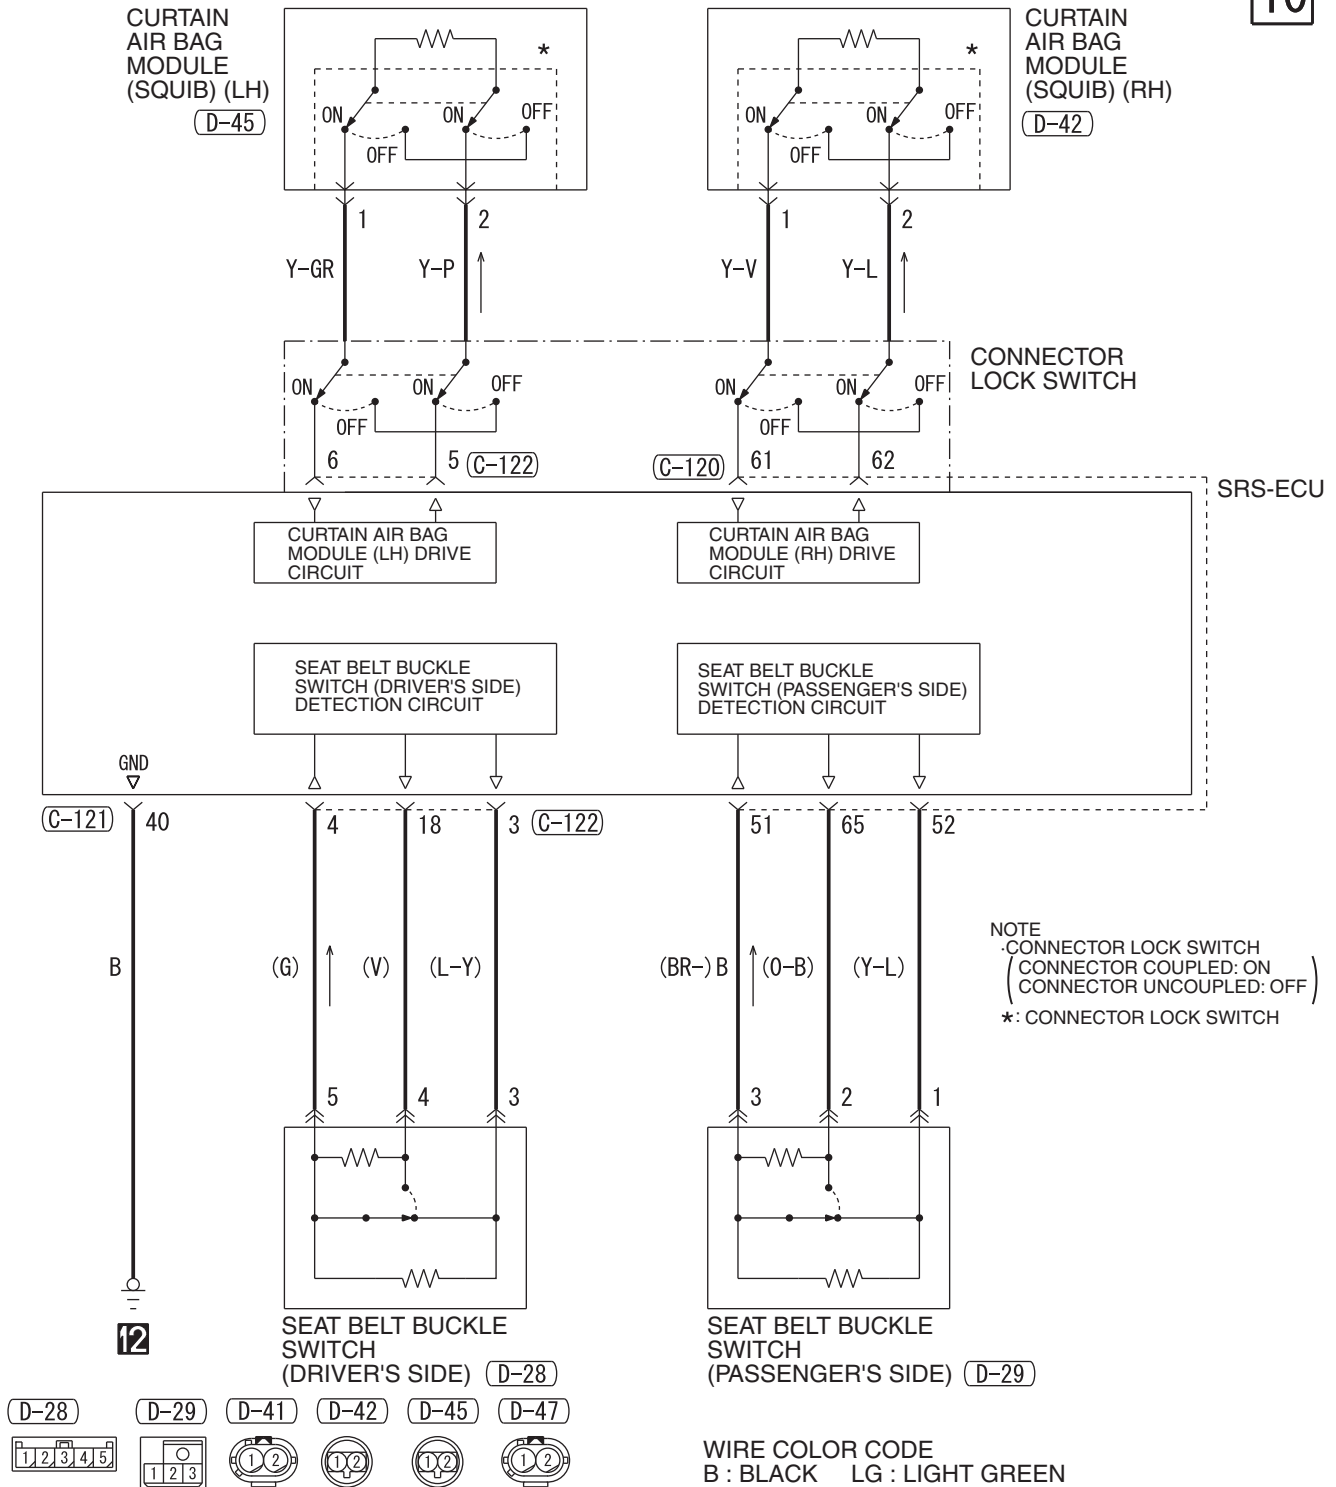 10
CURTAIN
AIR BAG
MODULE
(SQUIB) (LH)
D-45
*
ON
ON
OFF
OFF
*
ON
ON
OFF
OFF
CURTAIN
AIR BAG
MODULE
(SQUIB) (RH)
D-42
1
2
1
2
Y-GR
Y-P
Y-V
Y-L
CONNECTOR
LOCK SWITCH
ON
ON
OFF
OFF
ON
ON
OFF
OFF
6
5
C-122
C-120
61
62
SRS-ECU
CURTAIN AIR BAG
MODULE (LH) DRIVE
CIRCUIT
CURTAIN AIR BAG
MODULE (RH) DRIVE
CIRCUIT
SEAT BELT BUCKLE
SWITCH (DRIVER'S SIDE)
DETECTION CIRCUIT
SEAT BELT BUCKLE
SWITCH (PASSENGER'S SIDE)
DETECTION CIRCUIT
GND
C-121
40
4
18
3
C-122
51
65
52
B
(G)
(V)
(L-Y)
(BR-)B
(O-B)
(Y-L)
NOTE
·CONNECTOR LOCK SWITCH
(CONNECTOR COUPLED: ON
CONNECTOR UNCOUPLED: OFF)
*: CONNECTOR LOCK SWITCH
5
4
3
3
2
1
12
SEAT BELT BUCKLE
SWITCH
(DRIVER'S SIDE) D-28
SEAT BELT BUCKLE
SWITCH
(PASSENGER'S SIDE) D-29
D-28
D-29
D-41
D-42
D-45
D-47
1 2 3 4 5
1 2 3
1 2
1 2
1 2
1 2
WIRE COLOR CODE
B : BLACK LG : LIGHT GREEN